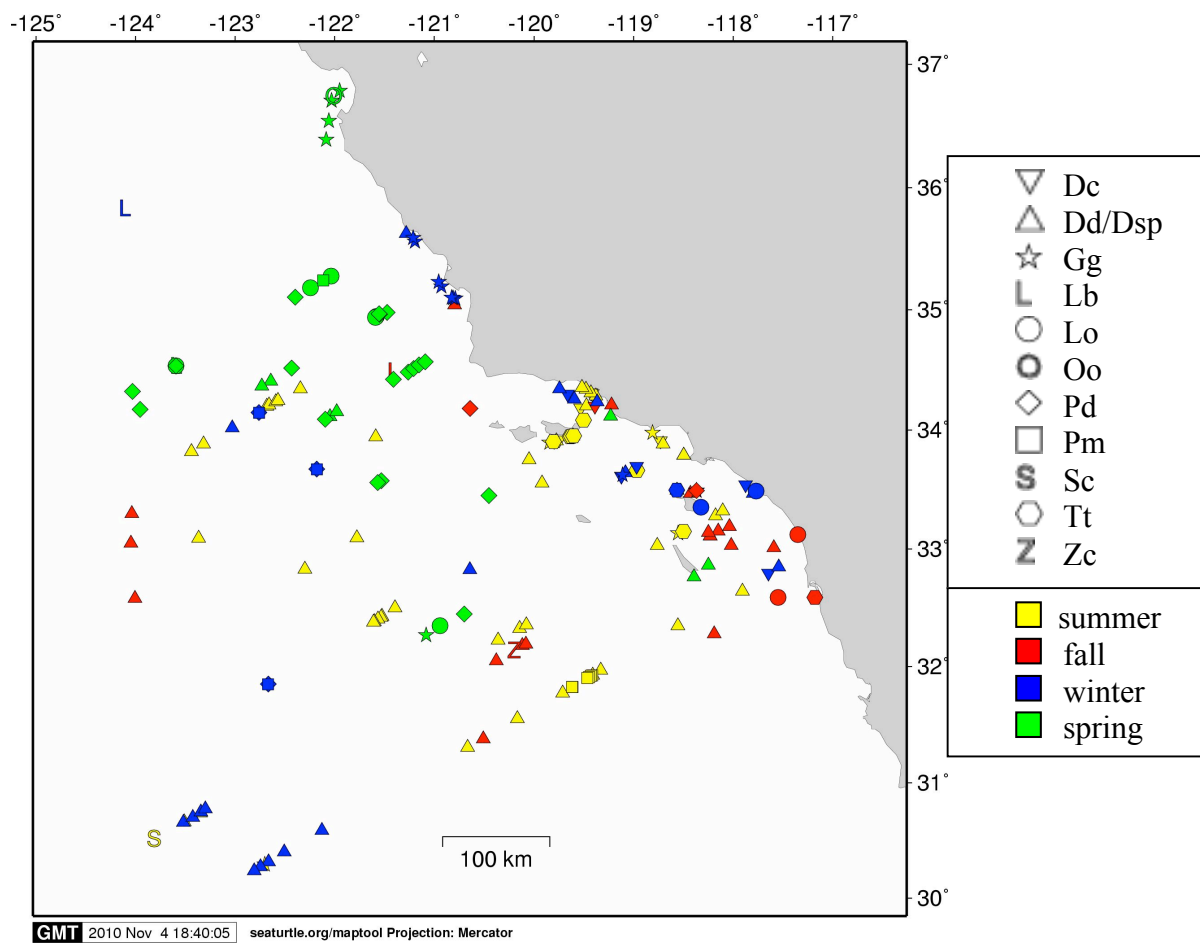 -125° -124° -123° -122° -121° -120° -119° -118° -117°
37°
36°
35°
34°
33°
32°
31°
30°
L
L
Z
S
100 km
Dc
Dd/Dsp
Gg
L Lb
Lo
Oo
Pd
Pm
S Sc
Tt
Z Zc
summer
fall
winter
spring
GMT 2010 Nov 4 18:40:05 seaturtle.org/maptool Projection: Mercator